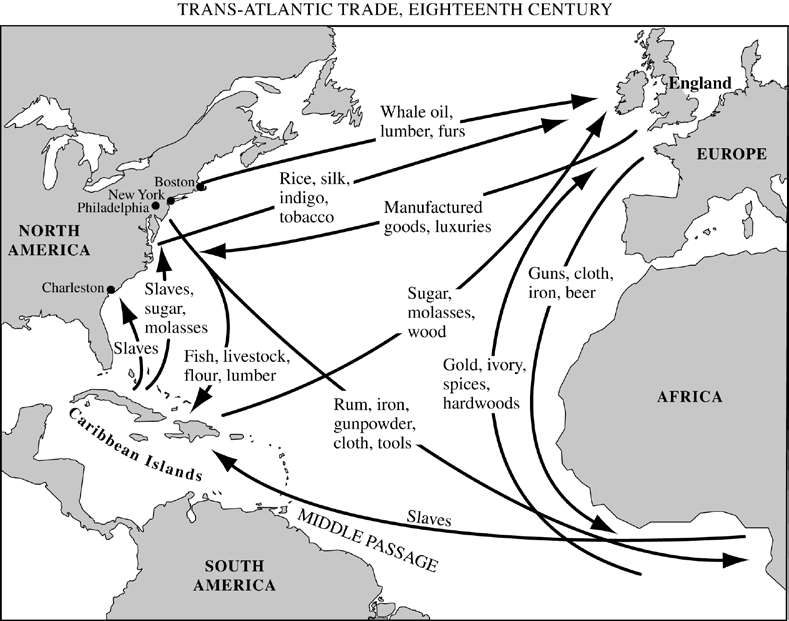 TRANS-ATLANTIC TRADE, EIGHTEENTH CENTURY
England
Whale oil,
lumber, furs
EUROPE
Boston
Rice, silk,
indigo,
tobacco
New York
Philadelphia
Manufactured
goods, luxuries
NORTH
AMERICA
Guns, cloth,
iron, beer
Charleston
Slaves,
sugar,
molasses
Sugar,
molasses,
wood
Slaves
Fish, livestock,
flour, lumber
Gold, ivory,
spices,
hardwoods
AFRICA
Rum, iron,
gunpowder,
cloth, tools
Caribbean Islands
Slaves
MIDDLE PASSAGE
SOUTH
AMERICA